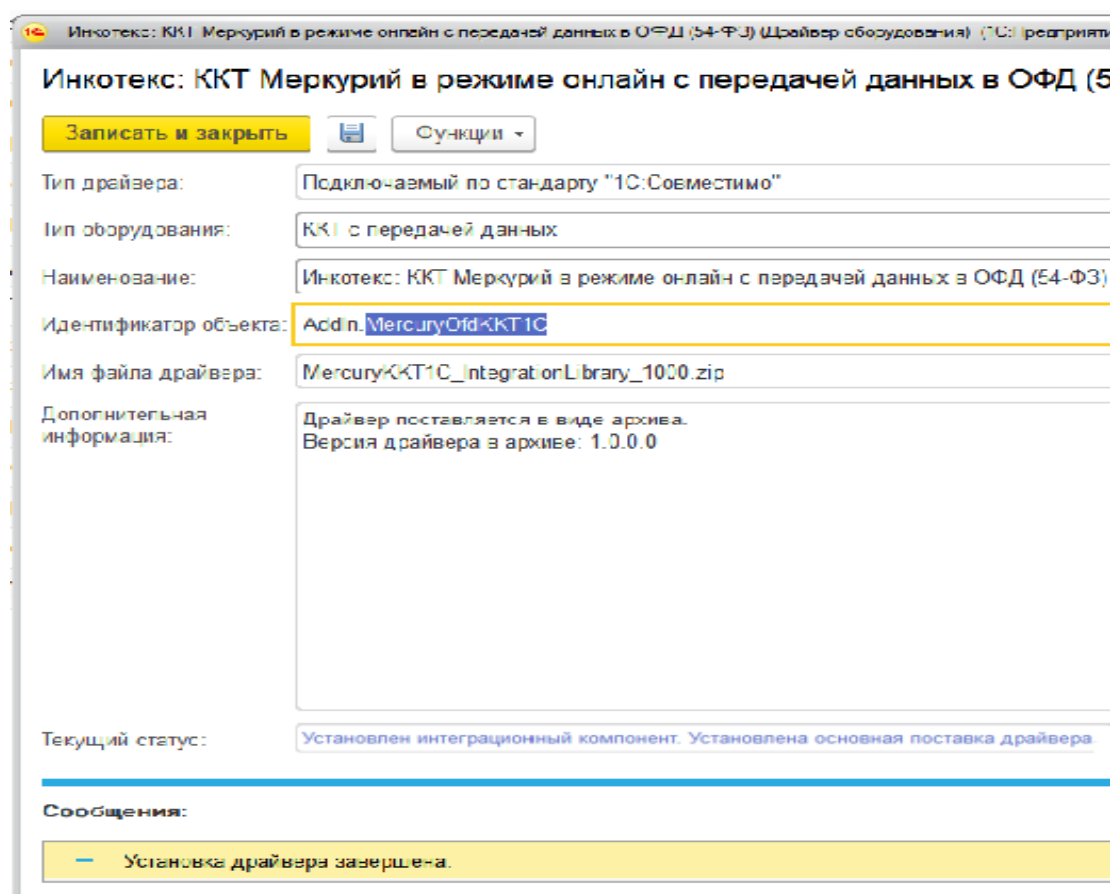 Инкотекс: ККТ Меркурий в режиме онлайн с передачей данных в ОФД (54-ФЗ) (Драйвер оборудования) (1С:Предприяти
Инкотекс: ККТ Меркурий в режиме онлайн с передачей данных в ОФД (5
Записать и закрыть Функции
Тип драйвера: Подключаемый по стандарту "1С:Совместимо"
Тип оборудования: ККТ с передачей данных
Наименование: Инкотекс: ККТ Меркурий в режиме онлайн с передачей данных в ОФД (54-ФЗ)
Идентификатор объекта: AddIn.MercuryOfdKKT1C
Имя файла драйвера: MercuryKKT1C_IntegrationLibrary_1000.zip
Дополнительная
информация:
Драйвер поставляется в виде архива.
Версия драйвера в архиве: 1.0.0.0
Текущий статус: Установлен интеграционный компонент. Установлена основная поставка драйвера.
Сообщения:
Установка драйвера завершена.